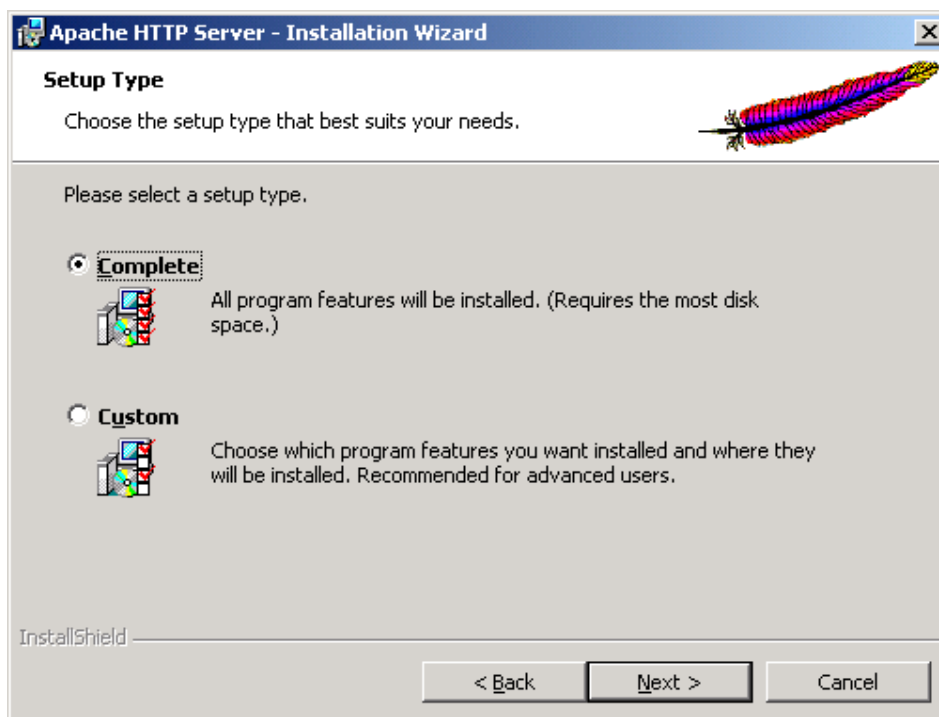 Apache HTTP Server - Installation Wizard
Setup Type
Choose the setup type that best suits your needs.
Please select a setup type.
Complete
All program features will be installed. (Requires the most disk
space.)
Custom
Choose which program features you want installed and where they
will be installed. Recommended for advanced users.
InstallShield
< Back
Next >
Cancel